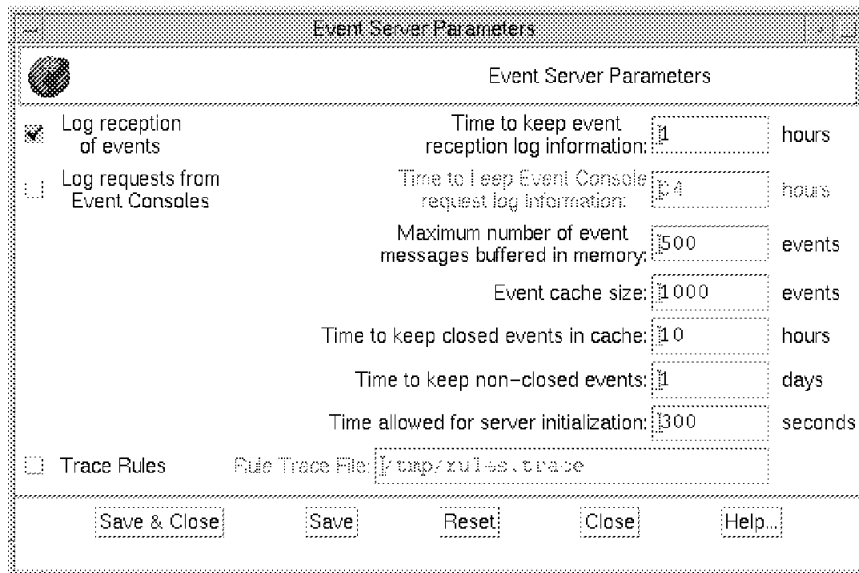 Event Server Parameters
Event Server Parameters
Log reception
of events
Time to keep event
reception log information:
1
hours
Log requests from
Event Consoles
Time to keep Event Console
request log information:
24
hours
Maximum number of event
messages buffered in memory:
500
events
Event cache size:
1000
events
Time to keep closed events in cache:
10
hours
Time to keep non-closed events:
1
days
Time allowed for server initialization:
300
seconds
Trace Rules
Rule Trace File:
/tmp/rules.trace
Save & Close
Save
Reset
Close
Help...